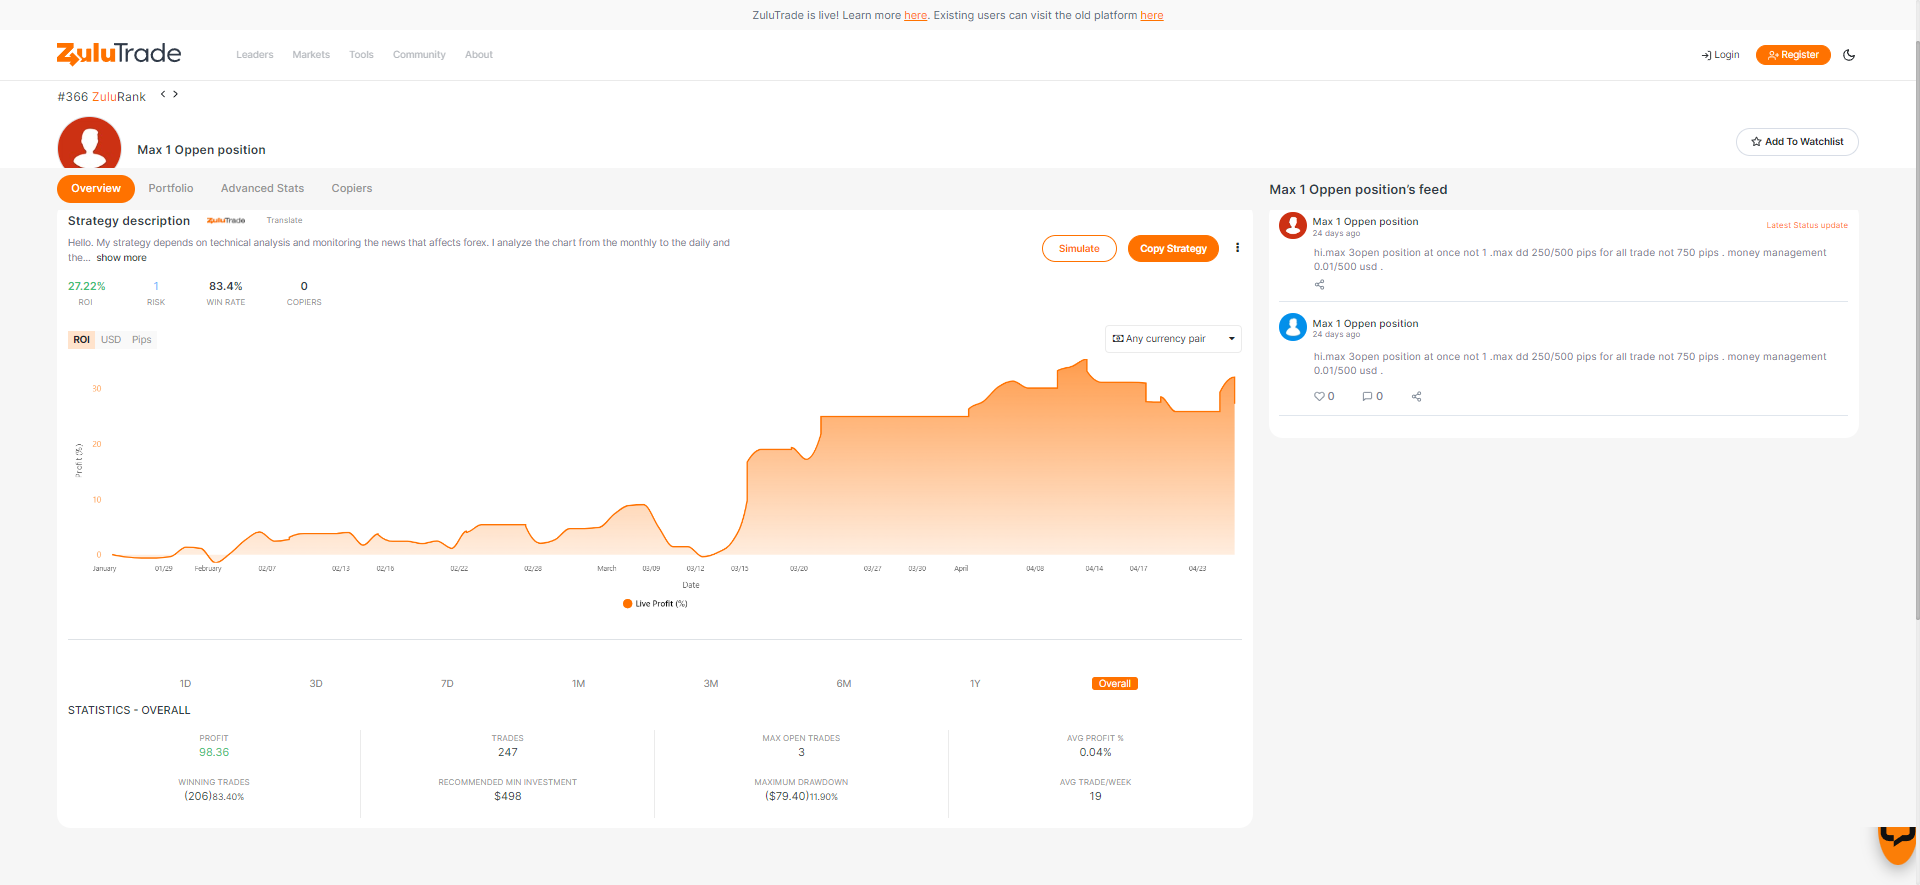 ZuluTrade is live! Learn more here. Existing users can visit the old platform here
ZuluTrade
Leaders Markets Tools Community About
Login Register
#366 ZuluRank
Max 1 Oppen position
Add To Watchlist
Overview Portfolio Advanced Stats Copiers
Strategy description ZuluTrade Translate
Hello. My strategy depends on technical analysis and monitoring the news that affects forex. I analyze the chart from the monthly to the daily and
the... show more
Simulate Copy Strategy
27.22% 1 83.4% 0
ROI RISK WIN RATE COPIERS
ROI USD Pips
Any currency pair
30
20
10
0
Profit (%)
January 01/29 February 02/07 02/13 02/16 02/22 02/28 March 03/09 03/12 03/15 03/20 03/27 03/30 April 04/08 04/14 04/17 04/23
Date
Live Profit (%)
1D 3D 7D 1M 3M 6M 1Y Overall
STATISTICS - OVERALL
PROFIT TRADES MAX OPEN TRADES AVG PROFIT %
98.36 247 3 0.04%
WINNING TRADES RECOMMENDED MIN INVESTMENT MAXIMUM DRAWDOWN AVG TRADE/WEEK
(206)83.40% $498 ($79.40)11.90% 19
Max 1 Oppen position's feed
Max 1 Oppen position
24 days ago
Latest Status update
hi.max 3open position at once not 1 .max dd 250/500 pips for all trade not 750 pips . money management
0.01/500 usd .
Max 1 Oppen position
24 days ago
hi.max 3open position at once not 1 .max dd 250/500 pips for all trade not 750 pips . money management
0.01/500 usd .
0 0